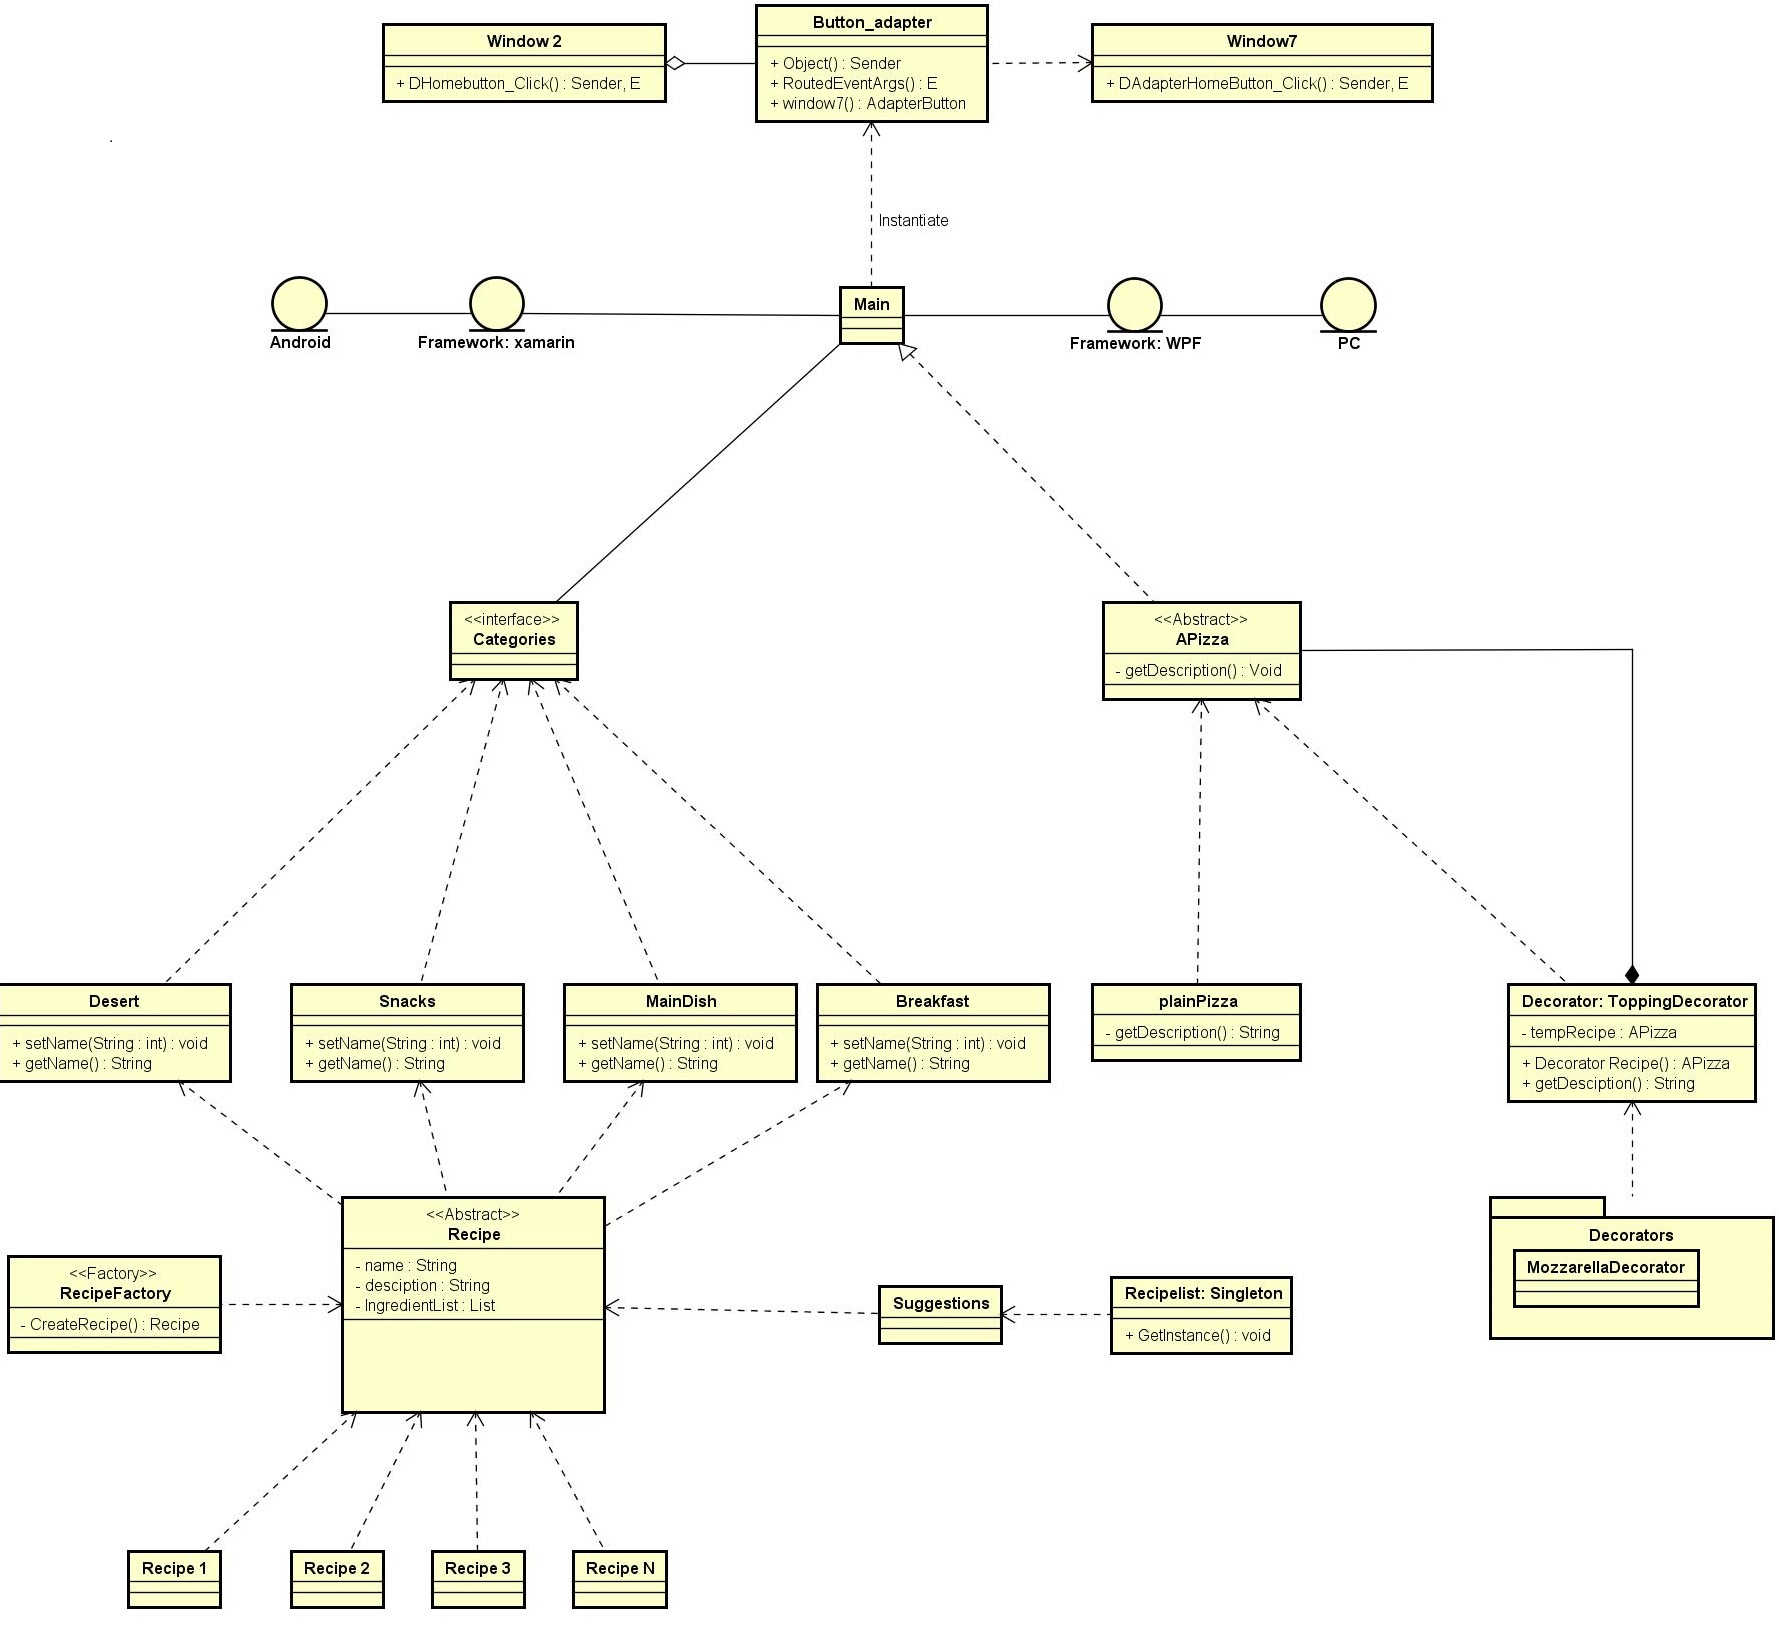 Window 2
+ DHomebutton_Click() : Sender, E
Button_adapter
+ Object() : Sender
+ RoutedEventArgs() : E
+ window7() : AdapterButton
Window7
+ DAdapterHomeButton_Click() : Sender, E
Instantiate
Android
Framework: xamarin
Main
Framework: WPF
PC
<<interface>>
Categories
<<Abstract>>
APizza
- getDescription() : Void
Desert
+ setName(String : int) : void
+ getName() : String
Snacks
+ setName(String : int) : void
+ getName() : String
MainDish
+ setName(String : int) : void
+ getName() : String
Breakfast
+ setName(String : int) : void
+ getName() : String
plainPizza
- getDescription() : String
Decorator: ToppingDecorator
- tempRecipe : APizza
+ Decorator Recipe() : APizza
+ getDesciption() : String
<<Factory>>
RecipeFactory
- CreateRecipe() : Recipe
<<Abstract>>
Recipe
- name : String
- desciption : String
- IngredientList : List
Suggestions
Recipelist: Singleton
+ GetInstance() : void
Decorators
MozzarellaDecorator
Recipe 1
Recipe 2
Recipe 3
Recipe N